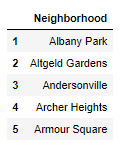 Neighborhood
1 Albany Park
2 Altgeld Gardens
3 Andersonville
4 Archer Heights
5 Armour Square